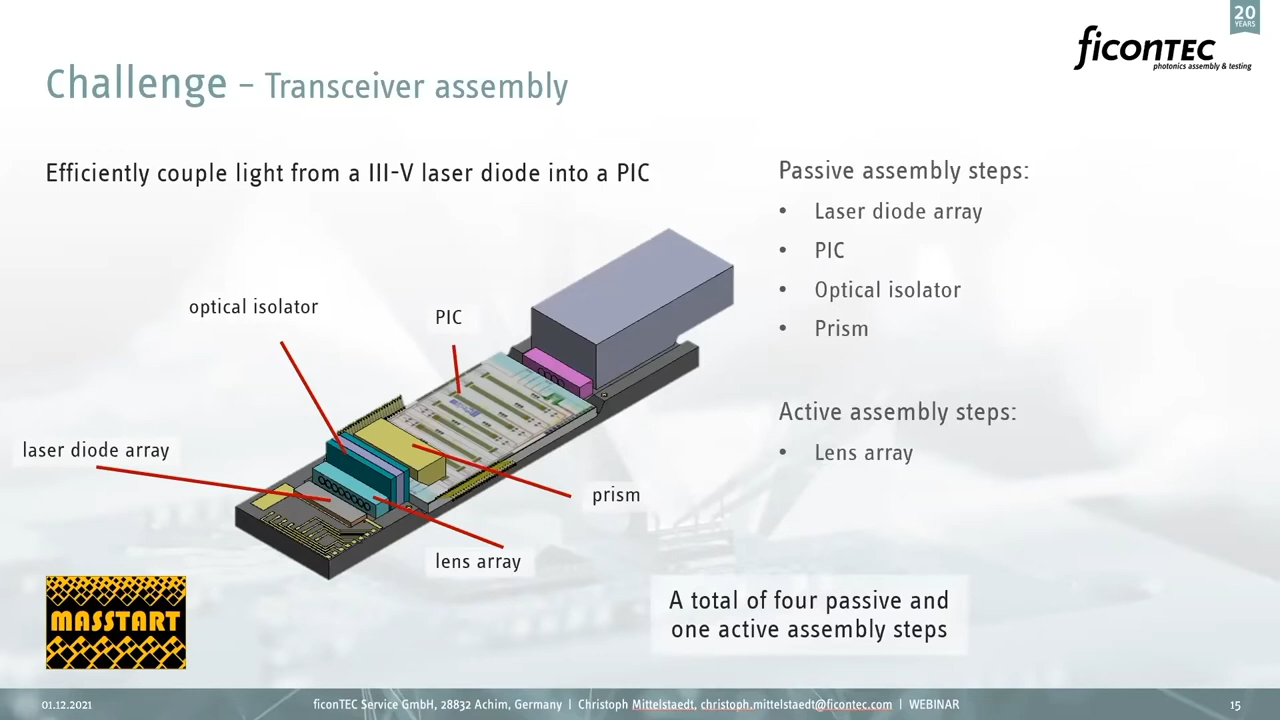 20
YEARS
ficonTEC
photonics assembly & testing
Challenge – Transceiver assembly
Efficiently couple light from a III-V laser diode into a PIC
optical isolator
PIC
laser diode array
prism
lens array
Passive assembly steps:
• Laser diode array
• PIC
• Optical isolator
• Prism
Active assembly steps:
• Lens array
A total of four passive and
one active assembly steps
MASSTART
01.12.2021
ficonTEC Service GmbH, 28832 Achim, Germany | Christoph Mittelstaedt, christoph.mittelstaedt@ficontec.com | WEBINAR
15